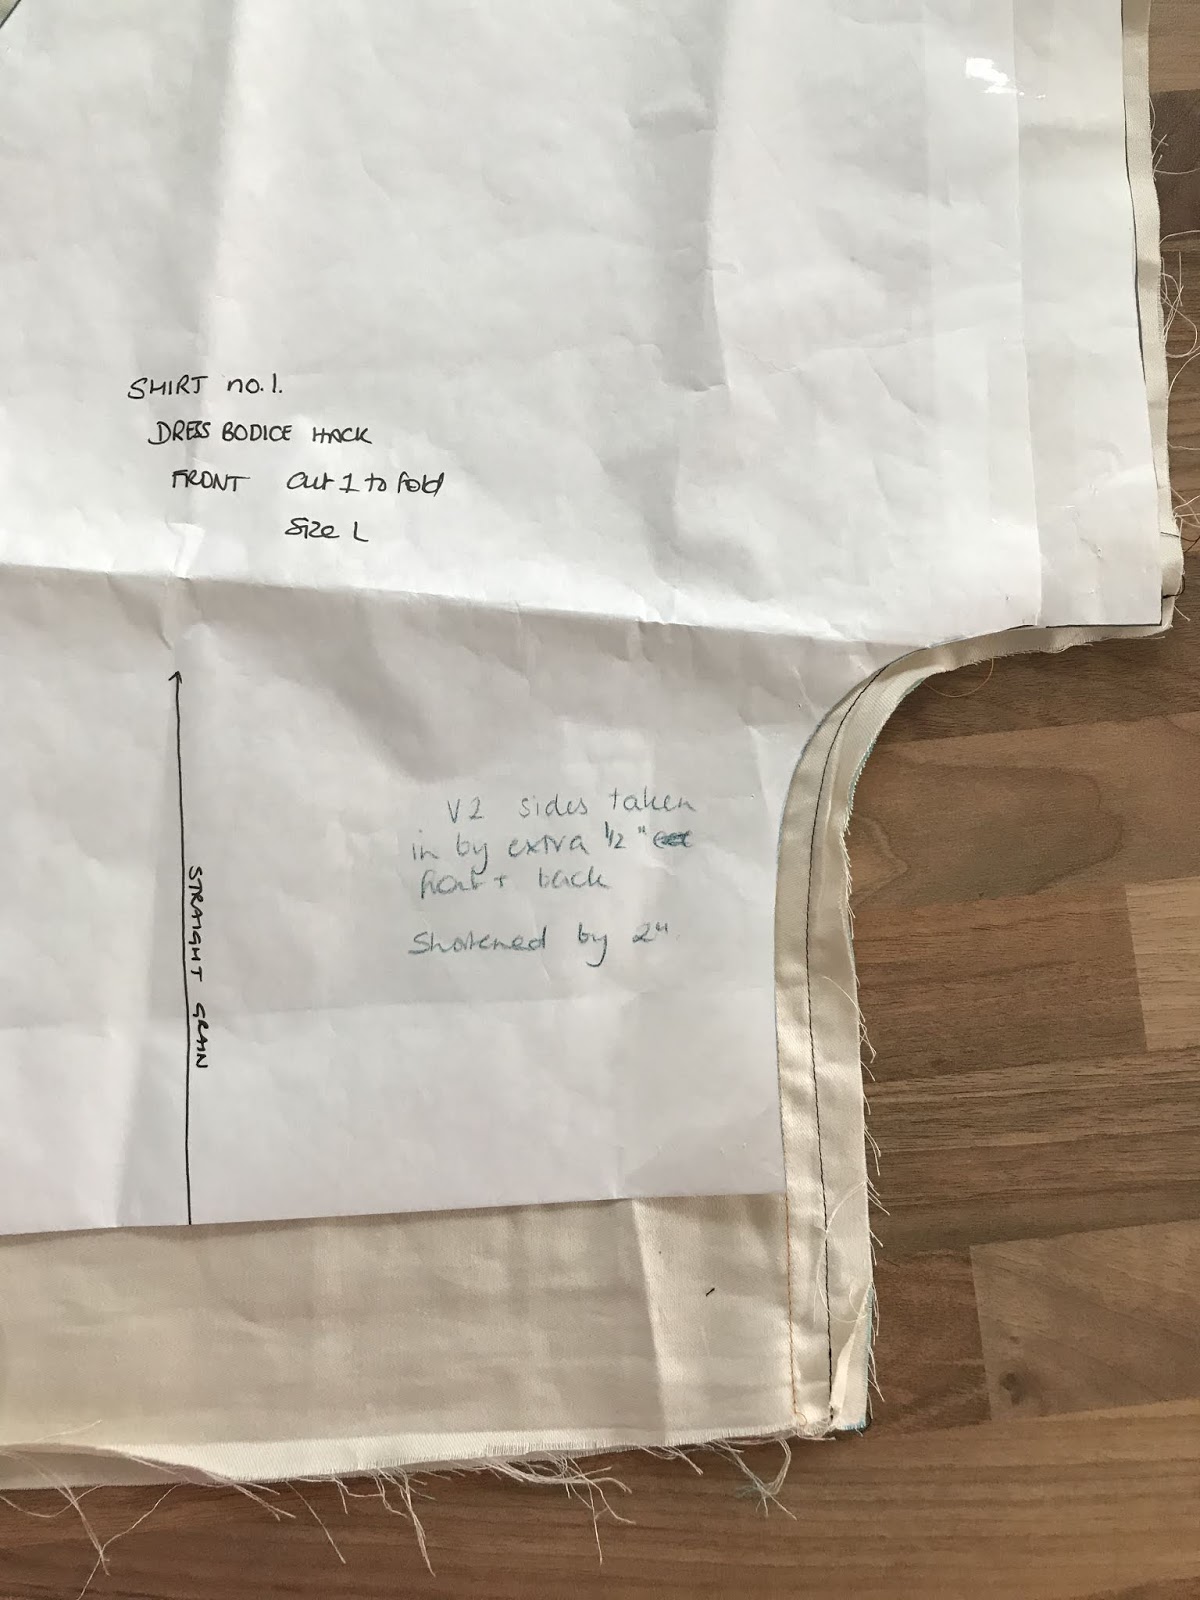 SHIRT no.1.
DRESS BODICE HACK
FRONT cut 1 to fold
Size L
STRAIGHT GRAIN
V2 sides taken
in by extra 1/2"
front + back
Shortened by 2"